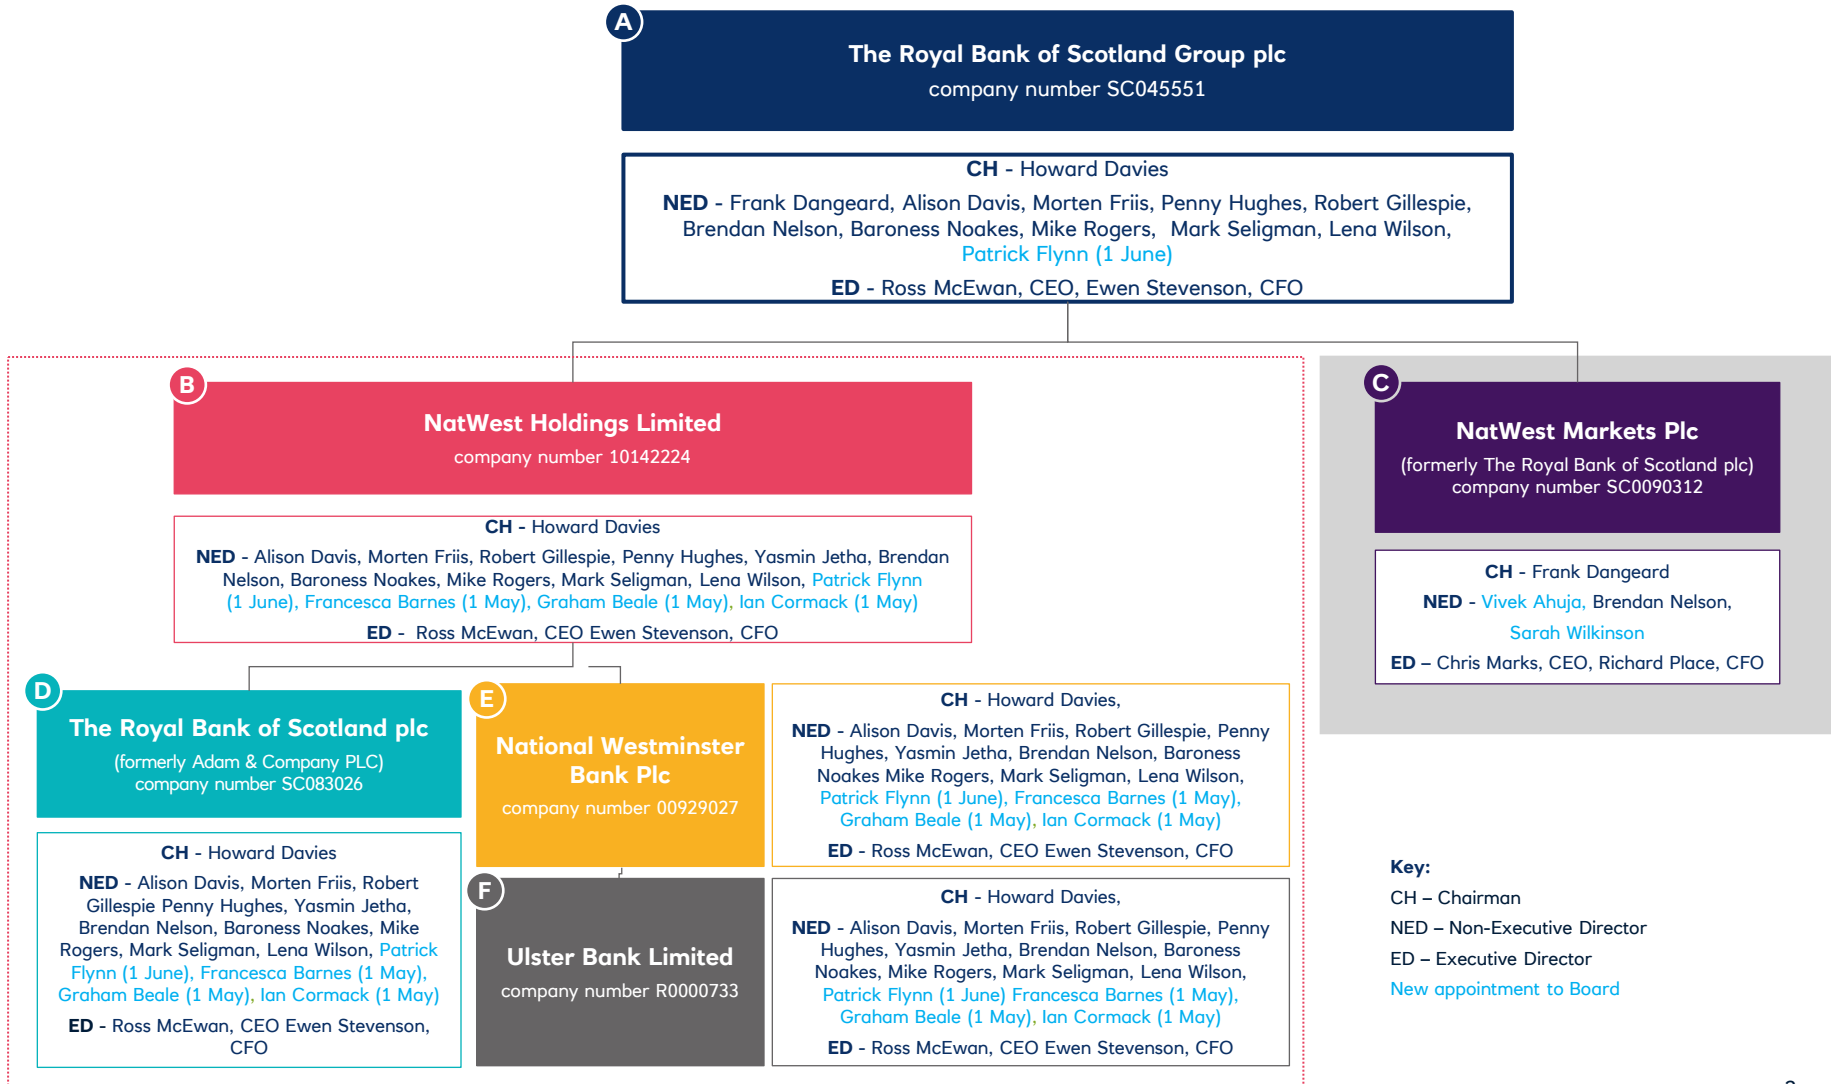 A
The Royal Bank of Scotland Group plc
company number SC045551
CH - Howard Davies
NED - Frank Dangeard, Alison Davis, Morten Friis, Penny Hughes, Robert Gillespie,
Brendan Nelson, Baroness Noakes, Mike Rogers, Mark Seligman, Lena Wilson,
Patrick Flynn (1 June)
ED - Ross McEwan, CEO, Ewen Stevenson, CFO
B
NatWest Holdings Limited
company number 10142224
CH - Howard Davies
NED - Alison Davis, Morten Friis, Robert Gillespie, Penny Hughes, Yasmin Jetha, Brendan
Nelson, Baroness Noakes, Mike Rogers, Mark Seligman, Lena Wilson, Patrick Flynn
(1 June), Francesca Barnes (1 May), Graham Beale (1 May), Ian Cormack (1 May)
ED - Ross McEwan, CEO Ewen Stevenson, CFO
C
NatWest Markets Plc
(formerly The Royal Bank of Scotland plc)
company number SC0090312
CH - Frank Dangeard
NED - Vivek Ahuja, Brendan Nelson,
Sarah Wilkinson
ED – Chris Marks, CEO, Richard Place, CFO
D
The Royal Bank of Scotland plc
(formerly Adam & Company PLC)
company number SC083026
CH - Howard Davies
NED - Alison Davis, Morten Friis, Robert
Gillespie Penny Hughes, Yasmin Jetha,
Brendan Nelson, Baroness Noakes, Mike
Rogers, Mark Seligman, Lena Wilson, Patrick
Flynn (1 June), Francesca Barnes (1 May),
Graham Beale (1 May), Ian Cormack (1 May)
ED - Ross McEwan, CEO Ewen Stevenson,
CFO
E
National Westminster
Bank Plc
company number 00929027
CH - Howard Davies,
NED - Alison Davis, Morten Friis, Robert Gillespie, Penny
Hughes, Yasmin Jetha, Brendan Nelson, Baroness
Noakes Mike Rogers, Mark Seligman, Lena Wilson,
Patrick Flynn (1 June), Francesca Barnes (1 May),
Graham Beale (1 May), Ian Cormack (1 May)
ED - Ross McEwan, CEO Ewen Stevenson, CFO
F
Ulster Bank Limited
company number R0000733
CH - Howard Davies,
NED - Alison Davis, Morten Friis, Robert Gillespie, Penny
Hughes, Yasmin Jetha, Brendan Nelson, Baroness
Noakes, Mike Rogers, Mark Seligman, Lena Wilson,
Patrick Flynn (1 June) Francesca Barnes (1 May),
Graham Beale (1 May), Ian Cormack (1 May)
ED - Ross McEwan, CEO Ewen Stevenson, CFO
Key:
CH – Chairman
NED – Non-Executive Director
ED – Executive Director
New appointment to Board